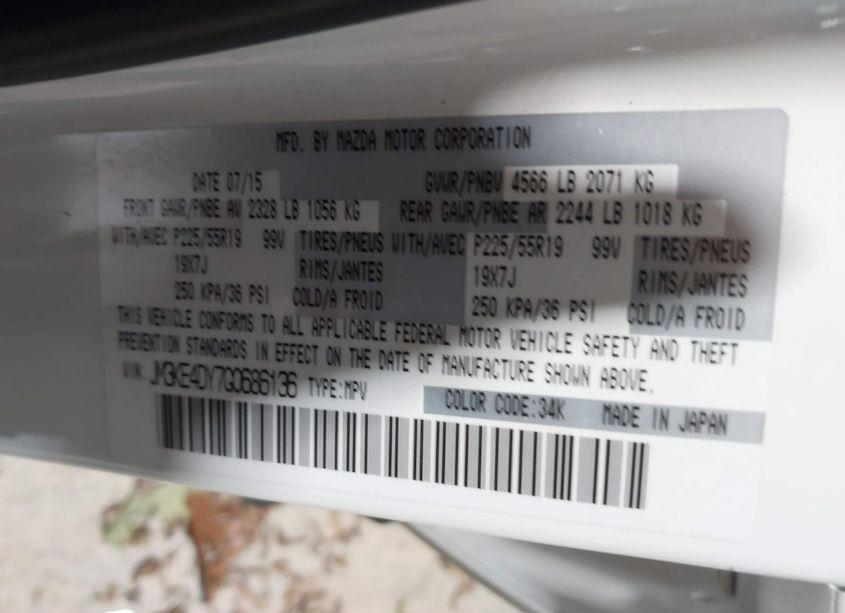 MFD. BY MAZDA MOTOR CORPORATION
DATE 07/15 GVWR/PNBV 4566 LB 2071 KG
FRONT GAWR/PNBE AV 2328 LB 1056 KG REAR GAWR/PNBE AR 2244 LB 1018 KG
WITH/AVEC P225/55R19 99V TIRES/PNEUS WITH/AVEC P225/55R19 99V TIRES/PNEUS
19X7J RIMS/JANTES 19X7J RIMS/JANTES
250 KPA/36 PSI COLD/A FROID 250 KPA/36 PSI COLD/A FROID
THIS VEHICLE CONFORMS TO ALL APPLICABLE FEDERAL MOTOR VEHICLE SAFETY AND THEFT
PREVENTION STANDARDS IN EFFECT ON THE DATE OF MANUFACTURE SHOWN ABOVE.
VIN: JM3KE4DY7G0686136 TYPE:MPV
COLOR CODE:34K MADE IN JAPAN